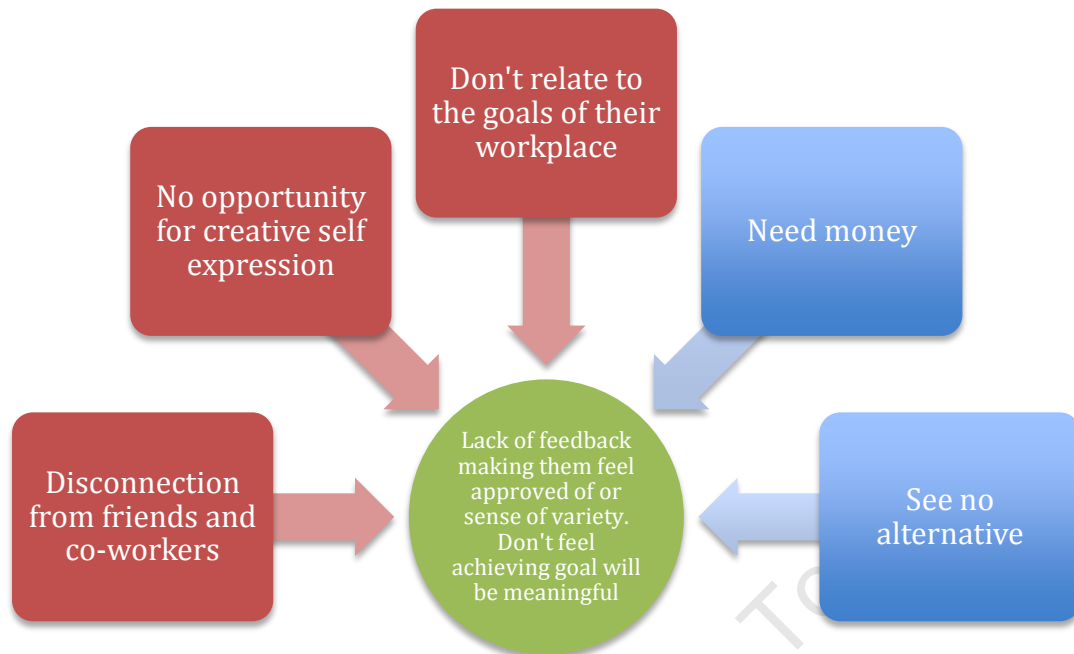 Don't relate to
the goals of their
workplace
No opportunity
for creative self
expression
Need money
Disconnection
from friends and
co-workers
Lack of feedback
making them feel
approved of or
sense of variety.
Don't feel
achieving goal will
be meaningful
See no
alternative